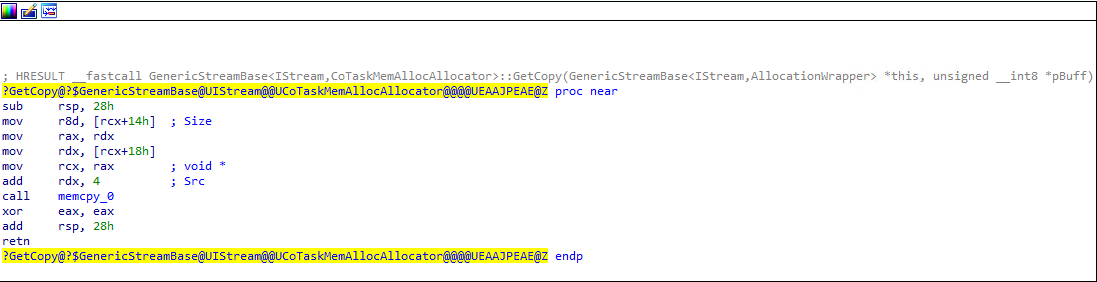 ; HRESULT __fastcall GenericStreamBase<IStream,CoTaskMemAllocAllocator>::GetCopy(GenericStreamBase<IStream,AllocationWrapper> *this, unsigned __int8 *pBuff)
?GetCopy@?$GenericStreamBase@UIStream@@UCoTaskMemAllocAllocator@@@@UEAAJPEAE@Z proc near
sub     rsp, 28h
mov     r8d, [rcx+14h]  ; Size
mov     rax, rdx
mov     rdx, [rcx+18h]
mov     rcx, rax        ; void *
add     rdx, 4          ; Src
call    memcpy_0
xor     eax, eax
add     rsp, 28h
retn
?GetCopy@?$GenericStreamBase@UIStream@@UCoTaskMemAllocAllocator@@@@UEAAJPEAE@Z endp